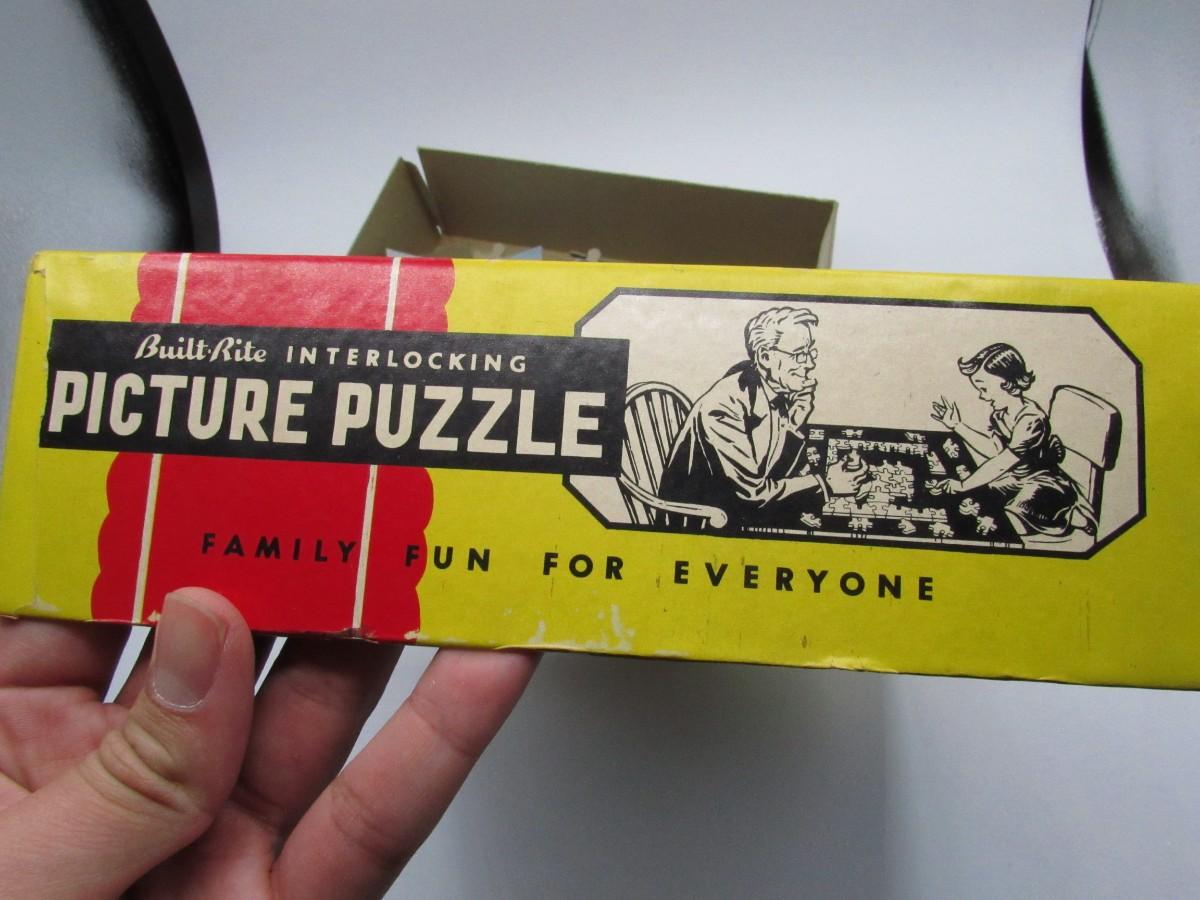 Built-Rite INTERLOCKING
PICTURE PUZZLE
FAMILY FUN FOR EVERYONE